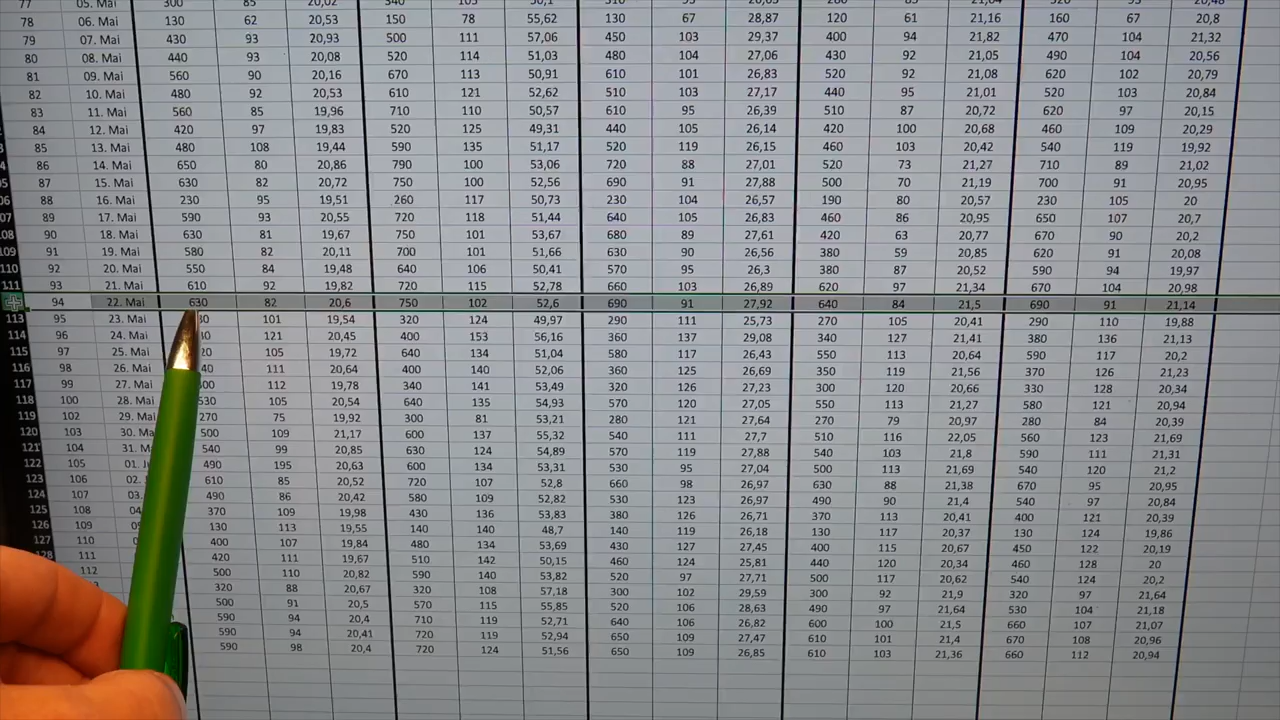 77 05. Mai 300 85 20,02 340 50,1
06. Mai 130 62 20,53 150 78 55,62 130 67 28,87 120 61 21,16 160 67 20,8
79 07. Mai 430 93 20,93 500 111 57,06 450 103 29,37 400 94 21,82 470 104 21,32
80 08. Mai 440 93 20,08 520 114 51,03 480 104 27,06 430 92 21,05 490 104 20,56
81 09. Mai 560 90 20,16 670 113 50,91 610 101 26,83 520 92 21,08 620 102 20,79
82 10. Mai 480 92 20,53 610 121 52,62 510 103 27,17 440 95 21,01 520 103 20,84
83 11. Mai 560 85 19,96 710 110 50,57 610 95 26,39 510 87 20,72 620 97 20,15
84 12. Mai 420 97 19,83 520 125 49,31 440 105 26,14 420 100 20,68 460 109 20,29
85 13. Mai 480 108 19,44 590 135 51,17 520 119 26,15 460 103 20,42 540 119 19,92
86 14. Mai 650 80 20,86 790 100 53,06 720 88 27,01 520 73 21,27 710 89 21,02
87 15. Mai 630 82 20,72 750 100 52,56 690 91 27,88 500 70 21,19 700 91 20,95
88 16. Mai 230 95 19,51 260 117 50,73 230 104 26,57 190 80 20,57 230 105 20
89 17. Mai 590 93 20,55 720 118 51,44 640 105 26,83 460 86 20,95 650 107 20,7
90 18. Mai 630 81 19,67 750 101 53,67 680 89 27,61 420 63 20,77 670 90 20,2
109 91 19. Mai 580 82 20,11 700 101 51,66 630 90 26,56 380 59 20,85 620 91 20,08
110 92 20. Mai 550 84 19,48 640 106 50,41 570 95 26,3 380 87 20,52 590 94 19,97
111 93 21. Mai 610 92 19,82 720 115 52,78 660 103 26,89 620 97 21,34 670 104 20,98
94 22. Mai 630 82 20,6 750 102 52,6 690 91 27,92 640 84 21,5 690 91 21,14
113 95 23. Mai 101 19,54 320 124 49,97 290 111 25,73 270 105 20,41 290 110 19,88
114 96 24. Mai 121 20,45 400 153 56,16 360 137 29,08 340 127 21,41 380 136 21,13
115 97 25. Mai 105 19,72 640 134 51,04 580 117 26,43 550 113 20,64 590 117 20,2
116 98 26. Mai 111 20,64 400 140 52,06 360 125 26,69 350 119 21,56 370 126 21,23
117 99 27. Mai 112 19,78 340 141 53,49 320 126 27,23 300 120 20,66 330 128 20,34
118 100 28. Mai 530 105 20,54 640 135 54,93 570 120 27,05 550 113 21,27 580 121 20,94
119 102 29. Mai 270 75 19,92 300 81 53,21 280 121 27,64 270 79 20,97 280 84 20,39
120 103 30. 500 109 21,17 600 137 55,32 540 111 27,7 510 116 22,05 560 123 21,69
121 104 31. 540 99 20,85 630 124 54,89 570 119 27,88 540 103 21,8 590 111 21,31
122 105 01. 490 195 20,63 600 134 53,31 530 95 27,04 500 113 21,69 540 120 21,2
123 106 02. 610 85 20,52 720 107 52,8 660 98 26,97 630 88 21,38 670 95 20,95
124 107 03. 490 86 20,42 580 109 52,82 530 123 26,97 490 90 21,4 540 97 20,84
125 108 370 109 19,98 430 136 53,83 380 126 26,71 370 113 20,41 400 121 20,39
126 109 130 113 19,55 140 140 48,7 140 119 26,18 130 117 20,37 130 124 19,86
127 110 400 107 19,84 480 134 53,69 430 127 27,45 400 115 20,67 450 122 20,19
128 111 420 111 19,67 510 142 50,15 460 124 25,81 400 120 20,34 460 128 20
112 500 110 20,82 590 140 53,82 520 97 27,71 500 117 20,62 540 124 20,2
320 88 20,67 320 108 57,18 300 102 29,59 300 92 21,9 320 97 21,64
500 91 20,5 570 115 55,85 520 106 28,63 490 97 21,64 530 104 21,18
590 94 20,4 710 119 52,71 640 106 26,82 600 100 21,5 660 107 21,07
590 94 20,41 720 119 52,94 650 109 27,47 610 101 21,4 670 108 20,96
590 98 20,4 720 124 51,56 650 109 26,85 610 103 21,36 660 112 20,94